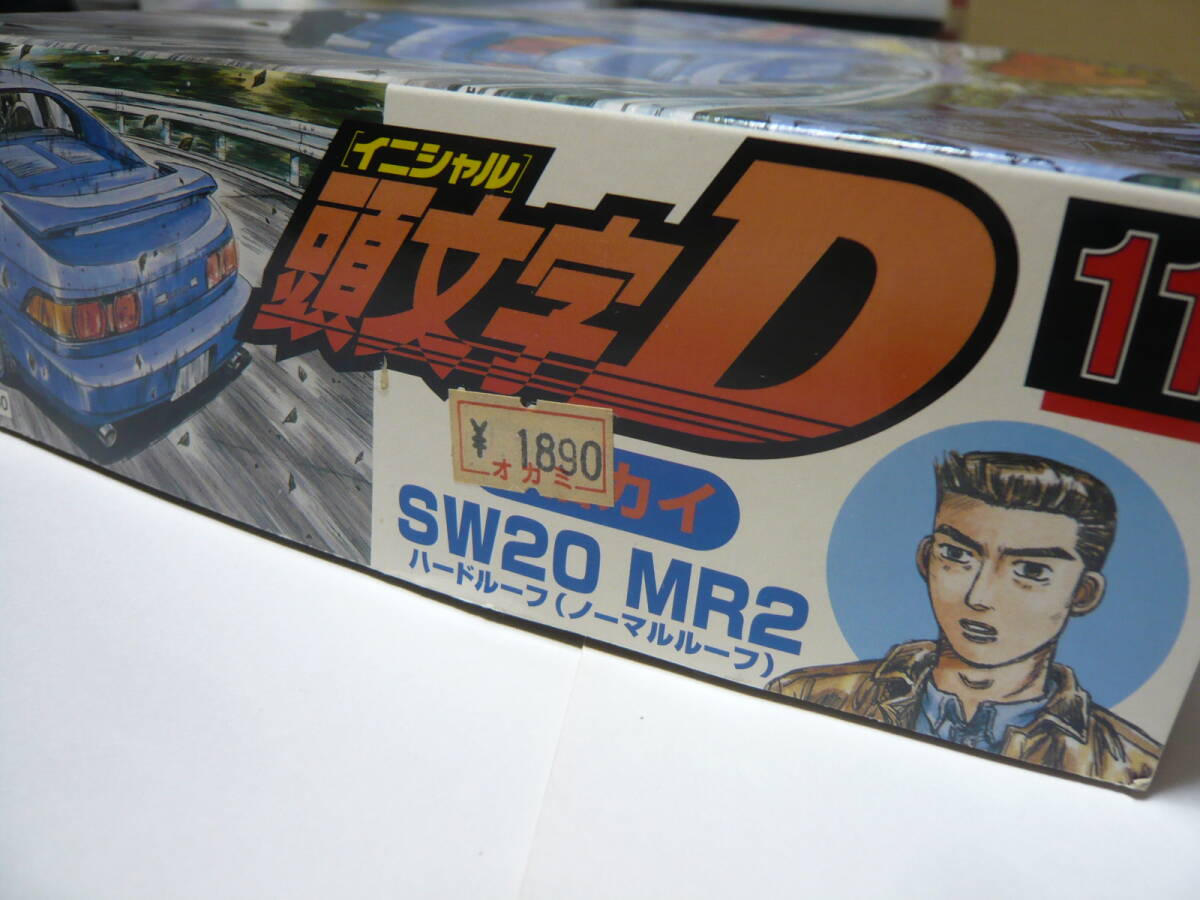 [イニシャル]
頭文字D
11
¥ 1890
オカミ
カイ
SW20 MR2
ハードルーフ(ノーマルルーフ)